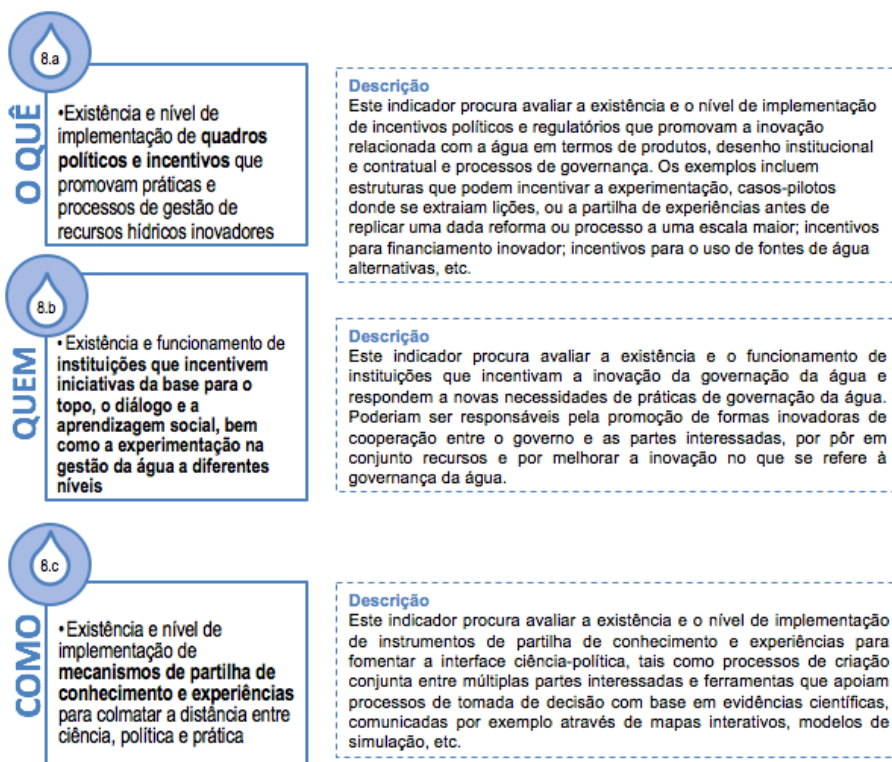 8.a
O QUÊ
•Existência e nível de
implementação de quadros
políticos e incentivos que
promovam práticas e
processos de gestão de
recursos hídricos inovadores
Descrição
Este indicador procura avaliar a existência e o nível de implementação
de incentivos políticos e regulatórios que promovam a inovação
relacionada com a água em termos de produtos, desenho institucional
e contratual e processos de governança. Os exemplos incluem
estruturas que podem incentivar a experimentação, casos-pilotos
donde se extraiam lições, ou a partilha de experiências antes de
replicar uma dada reforma ou processo a uma escala maior; incentivos
para financiamento inovador; incentivos para o uso de fontes de água
alternativas, etc.
8.b
QUEM
• Existência e funcionamento de
instituições que incentivem
iniciativas da base para o
topo, o diálogo e a
aprendizagem social, bem
como a experimentação na
gestão da água a diferentes
níveis
Descrição
Este indicador procura avaliar a existência e o funcionamento de
instituições que incentivam a inovação da governação da água e
respondem a novas necessidades de práticas de governação da água.
Poderiam ser responsáveis pela promoção de formas inovadoras de
cooperação entre o governo e as partes interessadas, por pôr em
conjunto recursos e por melhorar a inovação no que se refere à
governança da água.
8.c
COMO
• Existência e nível de
implementação de
mecanismos de partilha de
conhecimento e experiências
para colmatar a distância entre
ciência, política e prática
Descrição
Este indicador procura avaliar a existência e o nível de implementação
de instrumentos de partilha de conhecimento e experiências para
fomentar a interface ciência-política, tais como processos de criação
conjunta entre múltiplas partes interessadas e ferramentas que apoiam
processos de tomada de decisão com base em evidências científicas,
comunicadas por exemplo através de mapas interativos, modelos de
simulação, etc.